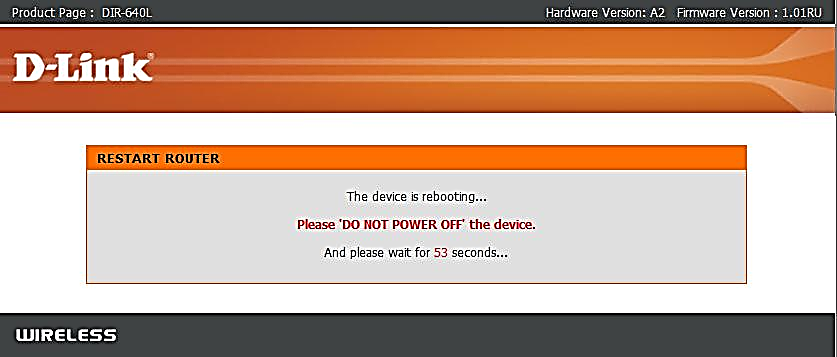 Product Page : DIR-640L Hardware Version: A2 Firmware Version : 1.01RU
D-Link
RESTART ROUTER
The device is rebooting...
Please 'DO NOT POWER OFF' the device.
And please wait for 53 seconds...
WIRELESS